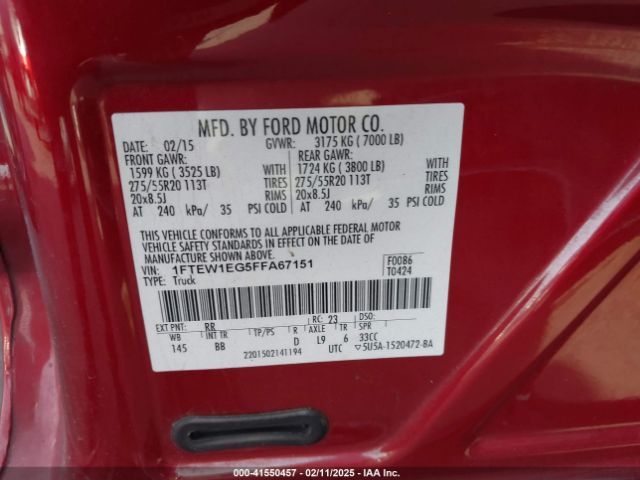 MFD. BY FORD MOTOR CO.
DATE: 02/15 GVWR: 3175 KG ( 7000 LB)
FRONT GAWR: REAR GAWR:
1599 KG ( 3525 LB) WITH 1724 KG ( 3800 LB) WITH
275/55R20 113T TIRES 275/55R20 113T TIRES
20x8.5J RIMS 20x8.5J RIMS
AT 240 kPa/ 35 PSI COLD AT 240 kPa/ 35 PSI COLD
THIS VEHICLE CONFORMS TO ALL APPLICABLE FEDERAL MOTOR
VEHICLE SAFETY STANDARDS IN EFFECT ON THE DATE OF
MANUFACTURE SHOWN ABOVE.
VIN: 1FTEW1EG5FFA67151 F0086
TYPE: Truck T0424
EXT PNT: RR RC: 23 DSO:
WB INT TR TP/PS R AXLE TR SPR
145 BB D L9 6 33CC
2201502141194 UTC ▽5U5A-1520472-BA
000-41550457 - 02/11/2025 - IAA Inc.